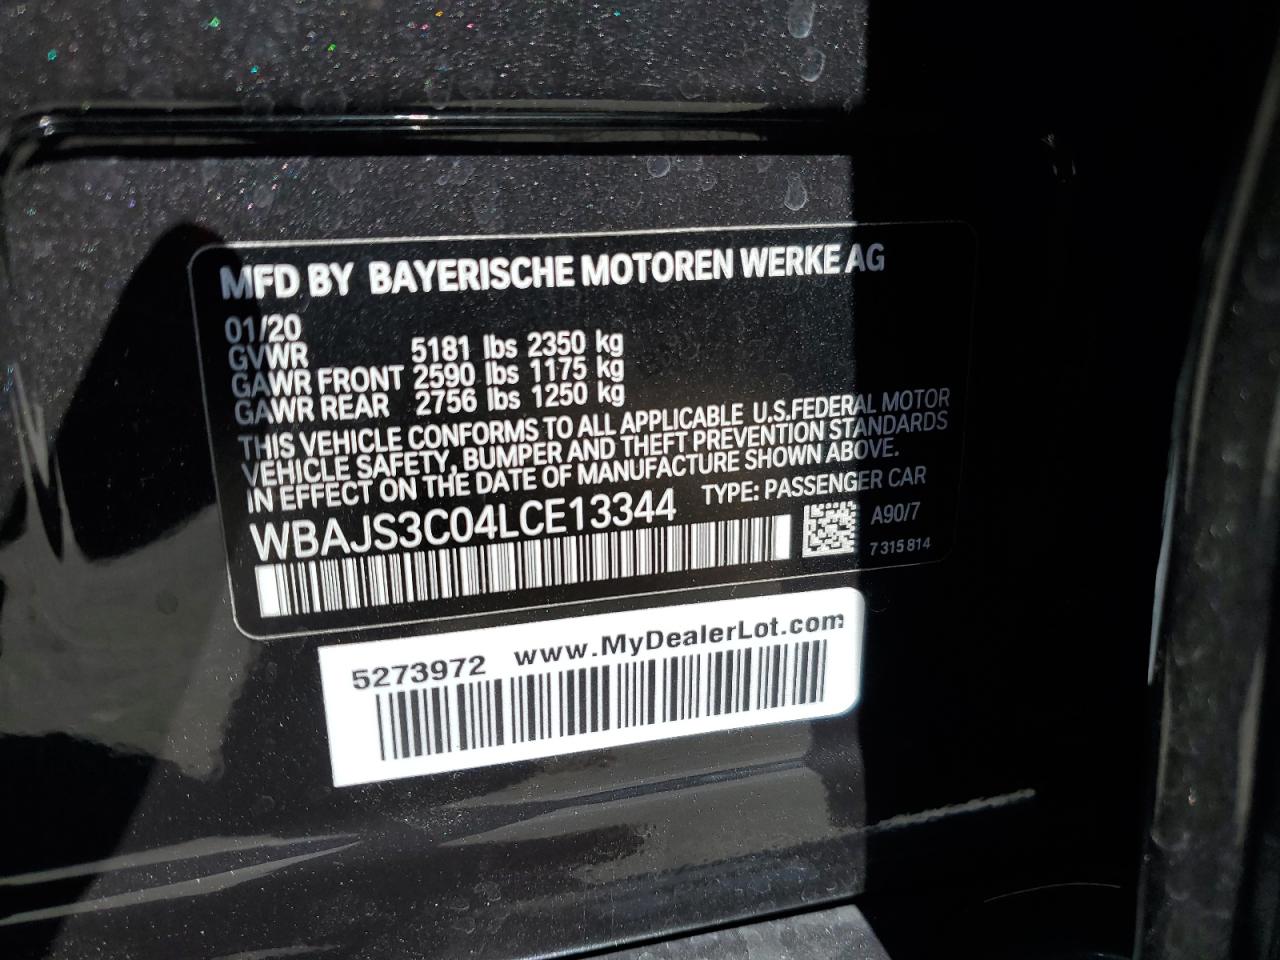 MFD BY BAYERISCHE MOTOREN WERKE AG
01/20
GVWR 5181 lbs 2350 kg
GAWR FRONT 2590 lbs 1175 kg
GAWR REAR 2756 lbs 1250 kg
THIS VEHICLE CONFORMS TO ALL APPLICABLE U.S.FEDERAL MOTOR
VEHICLE SAFETY, BUMPER AND THEFT PREVENTION STANDARDS
IN EFFECT ON THE DATE OF MANUFACTURE SHOWN ABOVE.
WBAJS3C04LCE13344 TYPE: PASSENGER CAR
A90/7
7315814
5273972 www.MyDealerLot.com